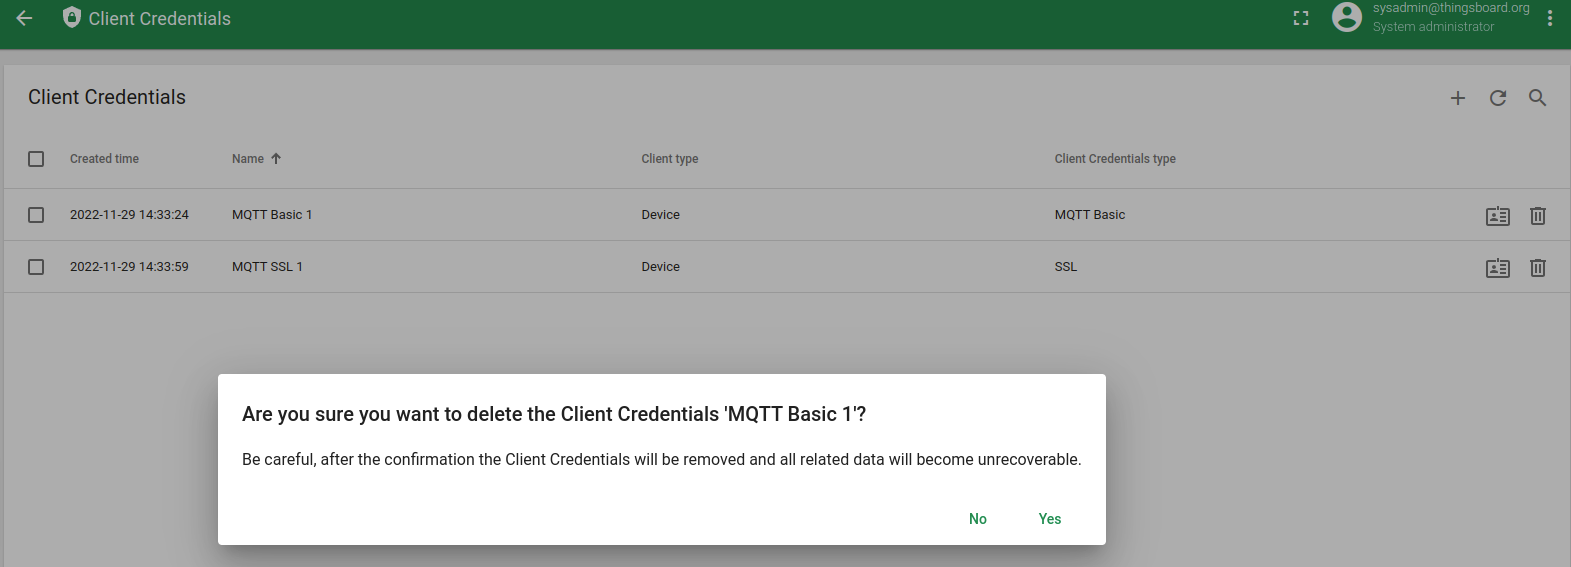 Client Credentials
sysadmin@thingsboard.org
System administrator
Client Credentials
Created time Name Client type Client Credentials type
2022-11-29 14:33:24 MQTT Basic 1 Device MQTT Basic
2022-11-29 14:33:59 MQTT SSL 1 Device SSL
Are you sure you want to delete the Client Credentials 'MQTT Basic 1'?
Be careful, after the confirmation the Client Credentials will be removed and all related data will become unrecoverable.
No Yes